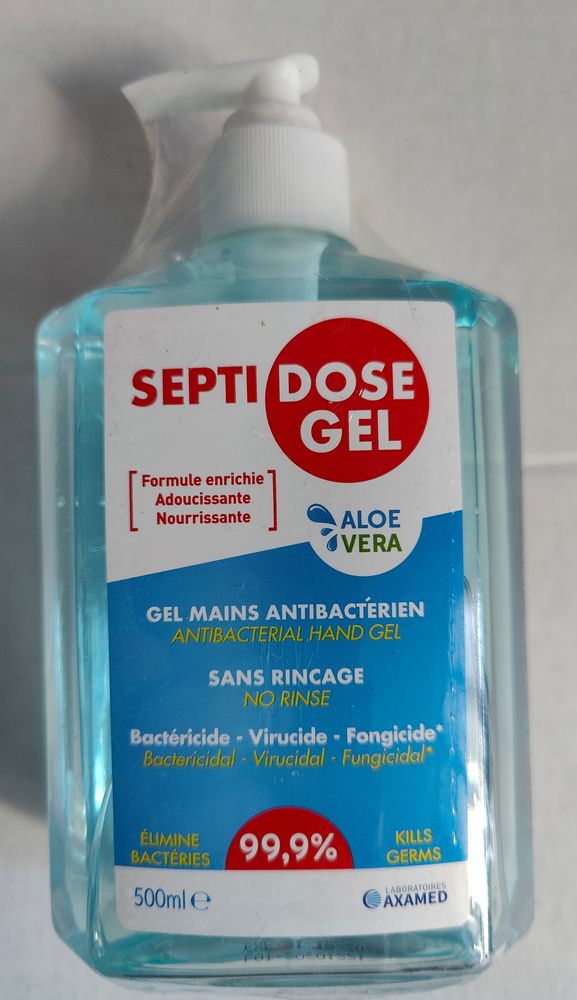 SEPTI DOSE
GEL
Formule enrichie
Adoucissante
Nourrissante
ALOE
VERA
GEL MAINS ANTIBACTÉRIEN
ANTIBACTERIAL HAND GEL
SANS RINCAGE
NO RINSE
Bactéricide - Virucide - Fongicide*
Bactericidal - Virucidal - Fungicidal*
ÉLIMINE
BACTÉRIES
99,9%
KILLS
GERMS
500ml ℮
LABORATOIRES
AXAMED